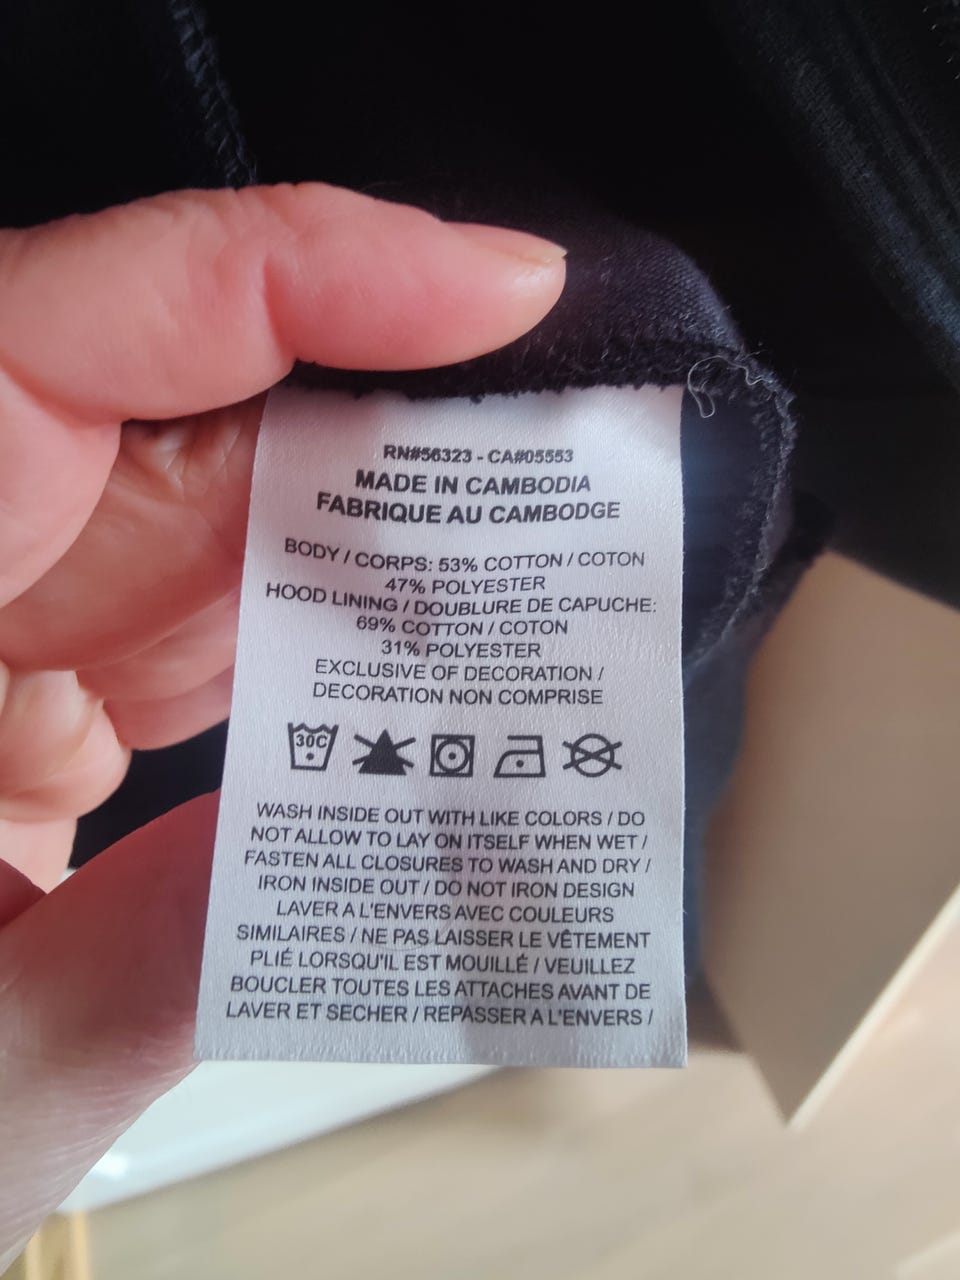 RN#56323 - CA#05553
MADE IN CAMBODIA
FABRIQUE AU CAMBODGE
BODY / CORPS: 53% COTTON / COTON
47% POLYESTER
HOOD LINING / DOUBLURE DE CAPUCHE:
69% COTTON / COTON
31% POLYESTER
EXCLUSIVE OF DECORATION /
DECORATION NON COMPRISE
30C
WASH INSIDE OUT WITH LIKE COLORS / DO
NOT ALLOW TO LAY ON ITSELF WHEN WET /
FASTEN ALL CLOSURES TO WASH AND DRY /
IRON INSIDE OUT / DO NOT IRON DESIGN
LAVER A L'ENVERS AVEC COULEURS
SIMILAIRES / NE PAS LAISSER LE VÊTEMENT
PLIÉ LORSQU'IL EST MOUILLÉ / VEUILLEZ
BOUCLER TOUTES LES ATTACHES AVANT DE
LAVER ET SECHER / REPASSER A L'ENVERS /